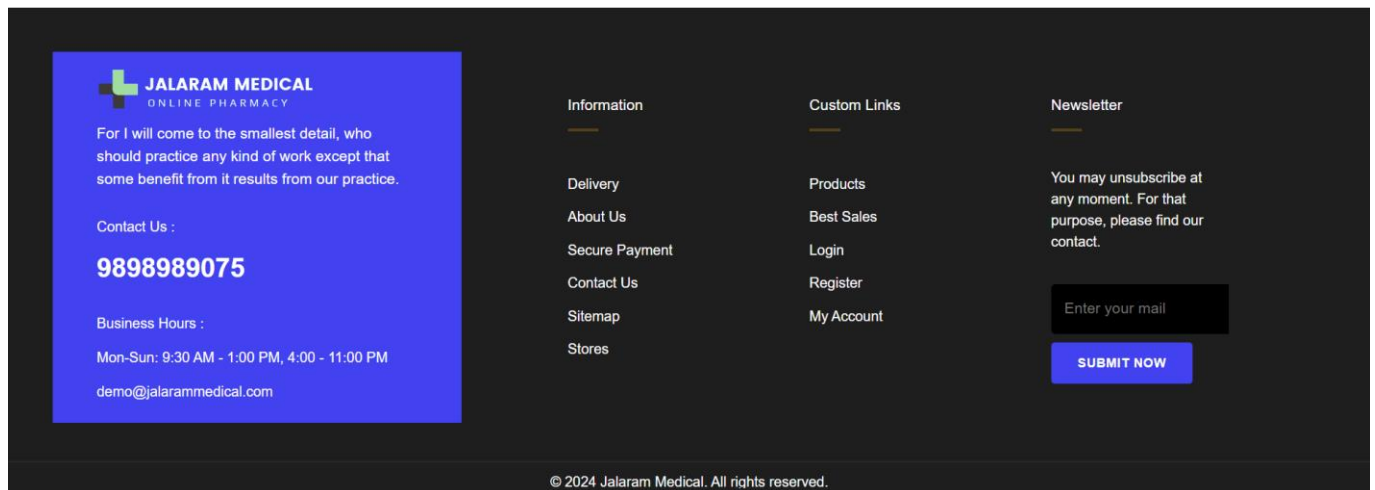 JALARAM MEDICAL
ONLINE PHARMACY
For I will come to the smallest detail, who
should practice any kind of work except that
some benefit from it results from our practice.
Contact Us :
9898989075
Business Hours :
Mon-Sun: 9:30 AM - 1:00 PM, 4:00 - 11:00 PM
demo@jalarammedical.com
Information
Delivery
About Us
Secure Payment
Contact Us
Sitemap
Stores
Custom Links
Products
Best Sales
Login
Register
My Account
Newsletter
You may unsubscribe at
any moment. For that
purpose, please find our
contact.
Enter your mail
SUBMIT NOW
© 2024 Jalaram Medical. All rights reserved.